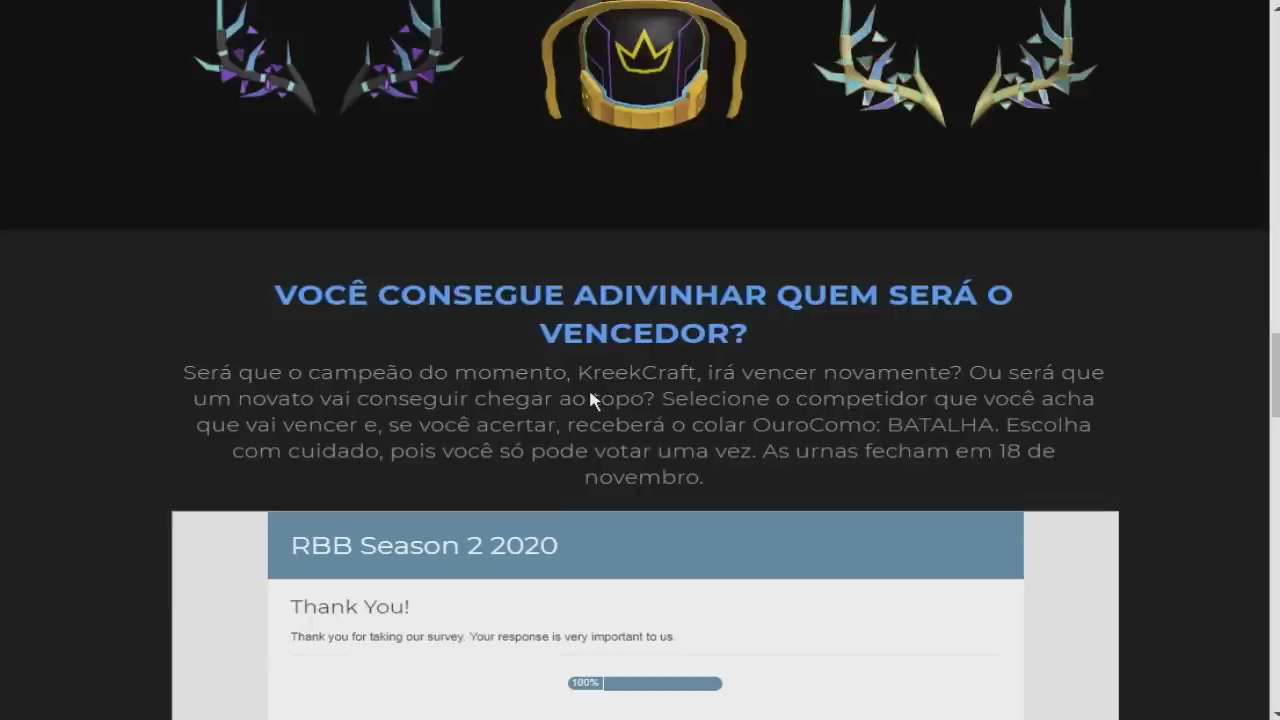 VOCÊ CONSEGUE ADIVINHAR QUEM SERÁ O
VENCEDOR?
Será que o campeão do momento, KreekCraft, irá vencer novamente? Ou será que
um novato vai conseguir chegar ao topo? Selecione o competidor que você acha
que vai vencer e, se você acertar, receberá o colar OuroComo: BATALHA. Escolha
com cuidado, pois você só pode votar uma vez. As urnas fecham em 18 de
novembro.
RBB Season 2 2020
Thank You!
Thank you for taking our survey. Your response is very important to us.
100%